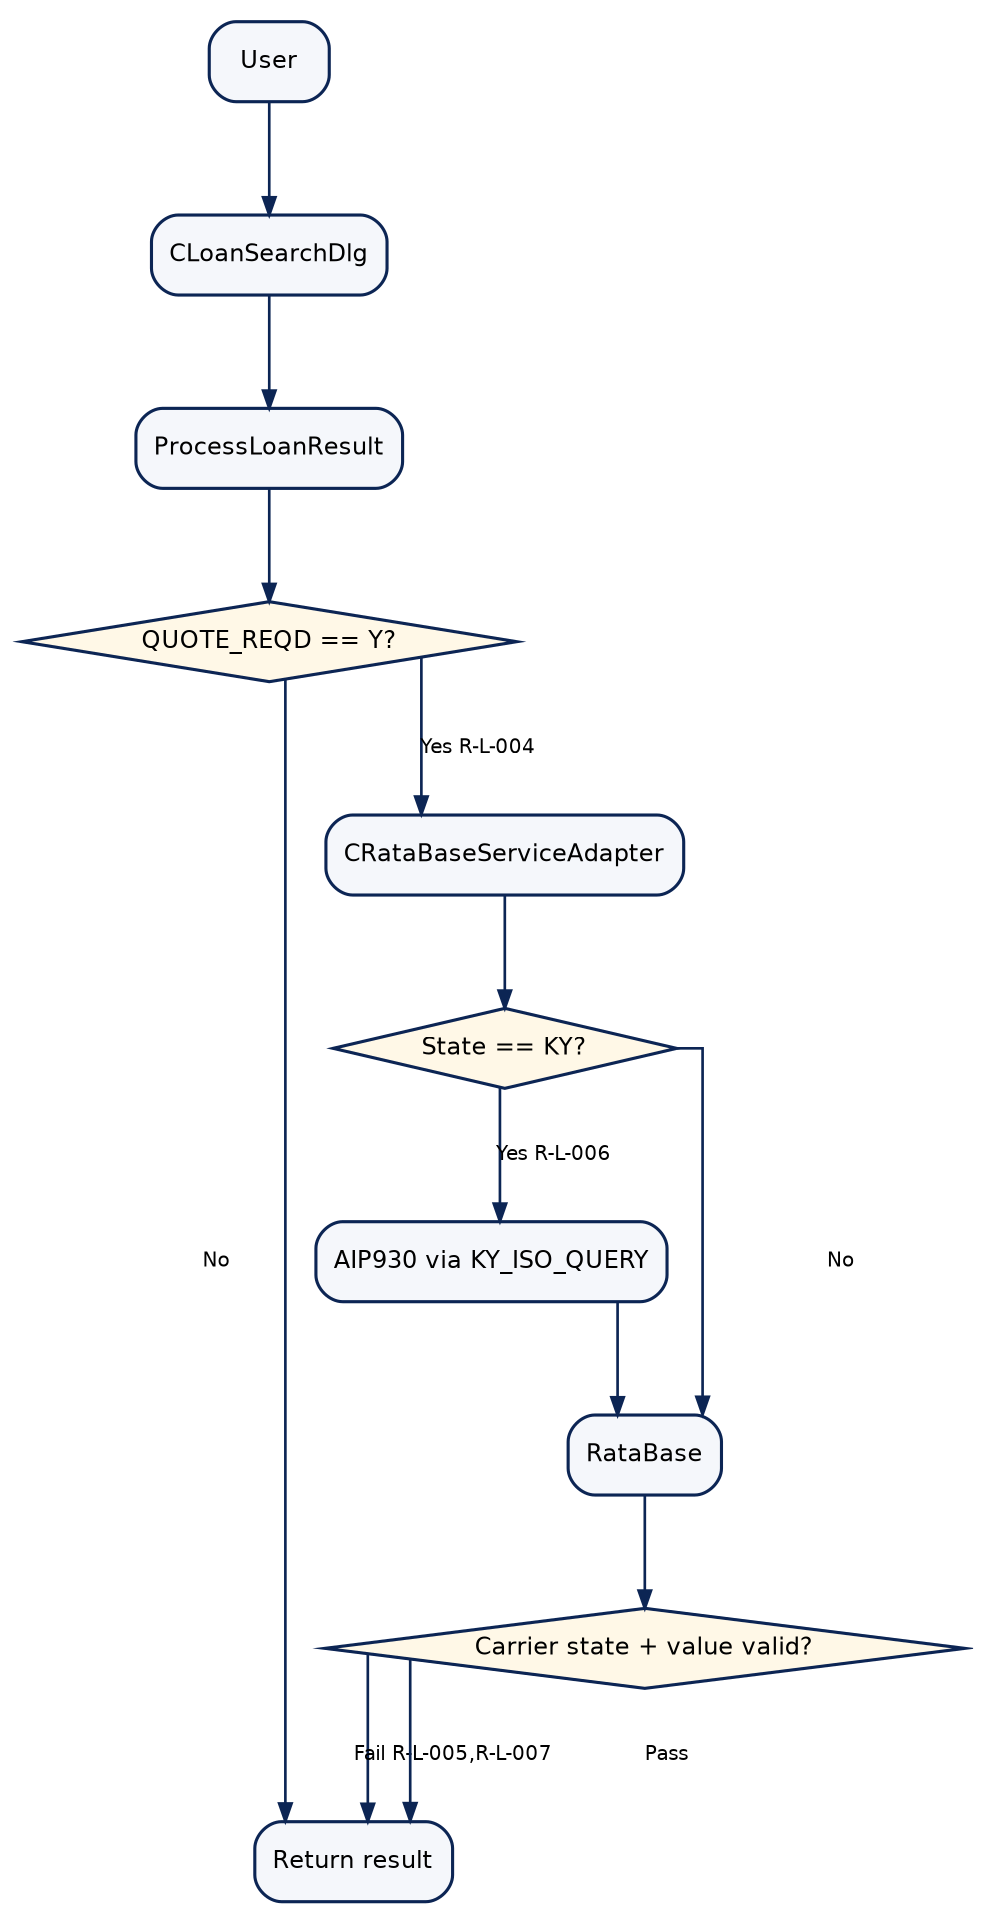 User
CLoanSearchDlg
ProcessLoanResult
QUOTE_REQD == Y?
Yes R-L-004
CRataBaseServiceAdapter
State == KY?
Yes R-L-006
No
AIP930 via KY_ISO_QUERY
No
RataBase
Carrier state + value valid?
Fail R-L-005,R-L-007
Pass
Return result